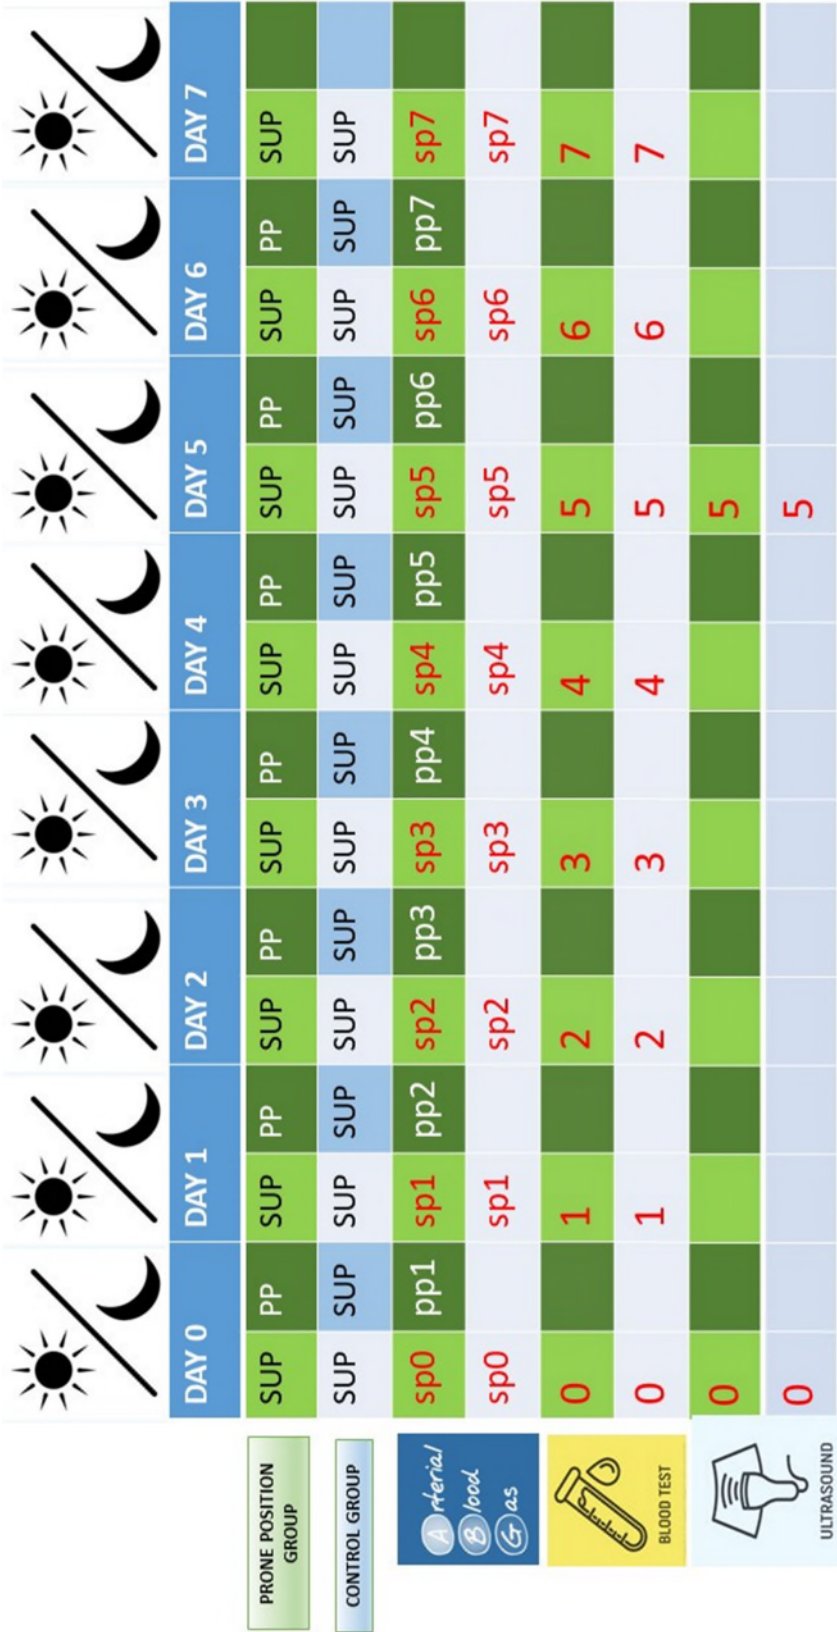 DAY 0 DAY 1 DAY 2 DAY 3 DAY 4 DAY 5 DAY 6 DAY 7
PRONE POSITION
GROUP
SUP PP SUP PP SUP PP SUP PP SUP PP SUP PP SUP PP SUP
CONTROL GROUP
SUP SUP SUP SUP SUP SUP SUP SUP SUP SUP SUP SUP SUP SUP SUP
Arterial
Blood
Gas
sp0 pp1 sp1 pp2 sp2 pp3 sp3 pp4 sp4 pp5 sp5 pp6 sp6 pp7 sp7
sp0 sp1 sp2 sp3 sp4 sp5 sp6 sp7
BLOOD TEST
0 1 2 3 4 5 6 7
0 1 2 3 4 5 6 7
ULTRASOUND
0 5
0 5